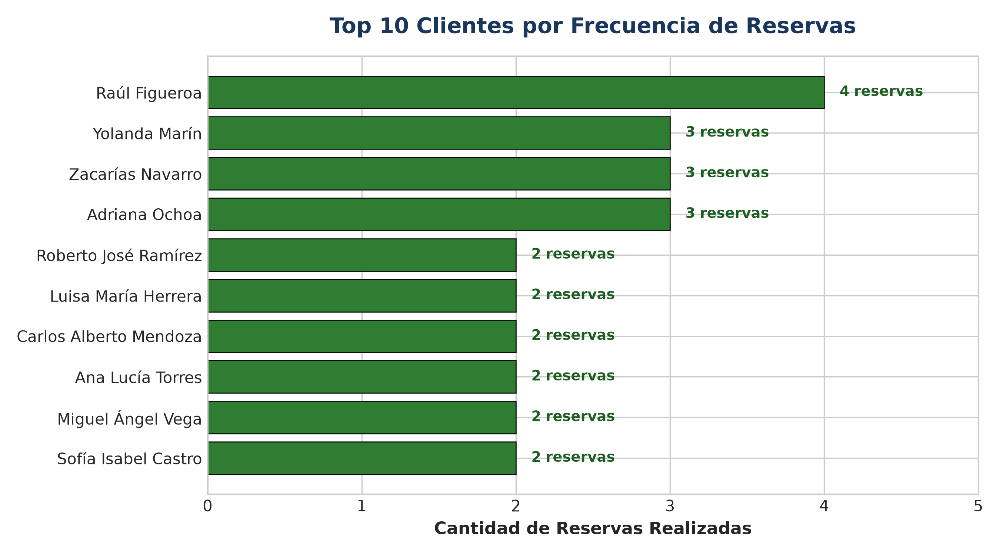 Top 10 Clientes por Frecuencia de Reservas
Raúl Figueroa 4 reservas
Yolanda Marín 3 reservas
Zacarías Navarro 3 reservas
Adriana Ochoa 3 reservas
Roberto José Ramírez 2 reservas
Luisa María Herrera 2 reservas
Carlos Alberto Mendoza 2 reservas
Ana Lucía Torres 2 reservas
Miguel Ángel Vega 2 reservas
Sofía Isabel Castro 2 reservas
0 1 2 3 4 5
Cantidad de Reservas Realizadas